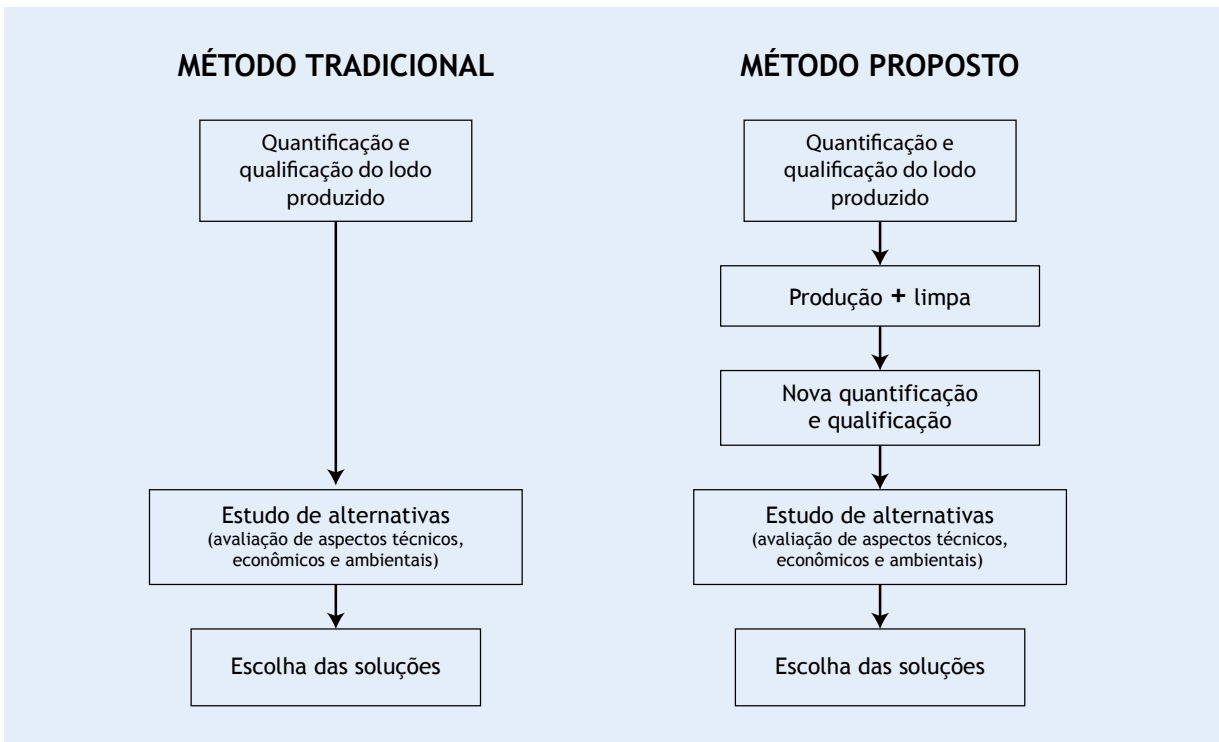 MÉTODO TRADICIONAL
Quantificação e
qualificação do lodo
produzido
Estudo de alternativas
(avaliação de aspectos técnicos,
econômicos e ambientais)
Escolha das soluções
MÉTODO PROPOSTO
Quantificação e
qualificação do lodo
produzido
Produção + limpa
Nova quantificação
e qualificação
Estudo de alternativas
(avaliação de aspectos técnicos,
econômicos e ambientais)
Escolha das soluções